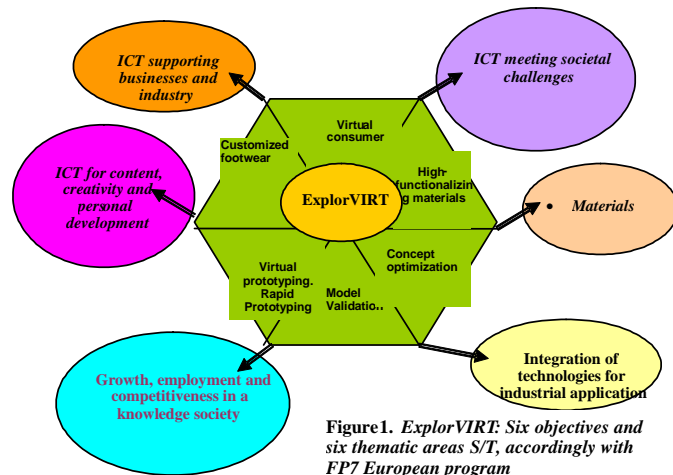 ICT supporting
businesses and
industry
ICT meeting societal
challenges
Virtual
consumer
Customized
footwear
High-
functionalizin
g materials
ICT for content,
creativity and
personal
development
ExplorVIRT
• Materials
Concept
optimization
Virtual
prototyping.
Rapid
Prototyping
Model
Validation
Growth, employment and
competitiveness in a
knowledge society
Integration of
technologies for
industrial application
Figure1. ExplorVIRT: Six objectives and
six thematic areas S/T, accordingly with
FP7 European program